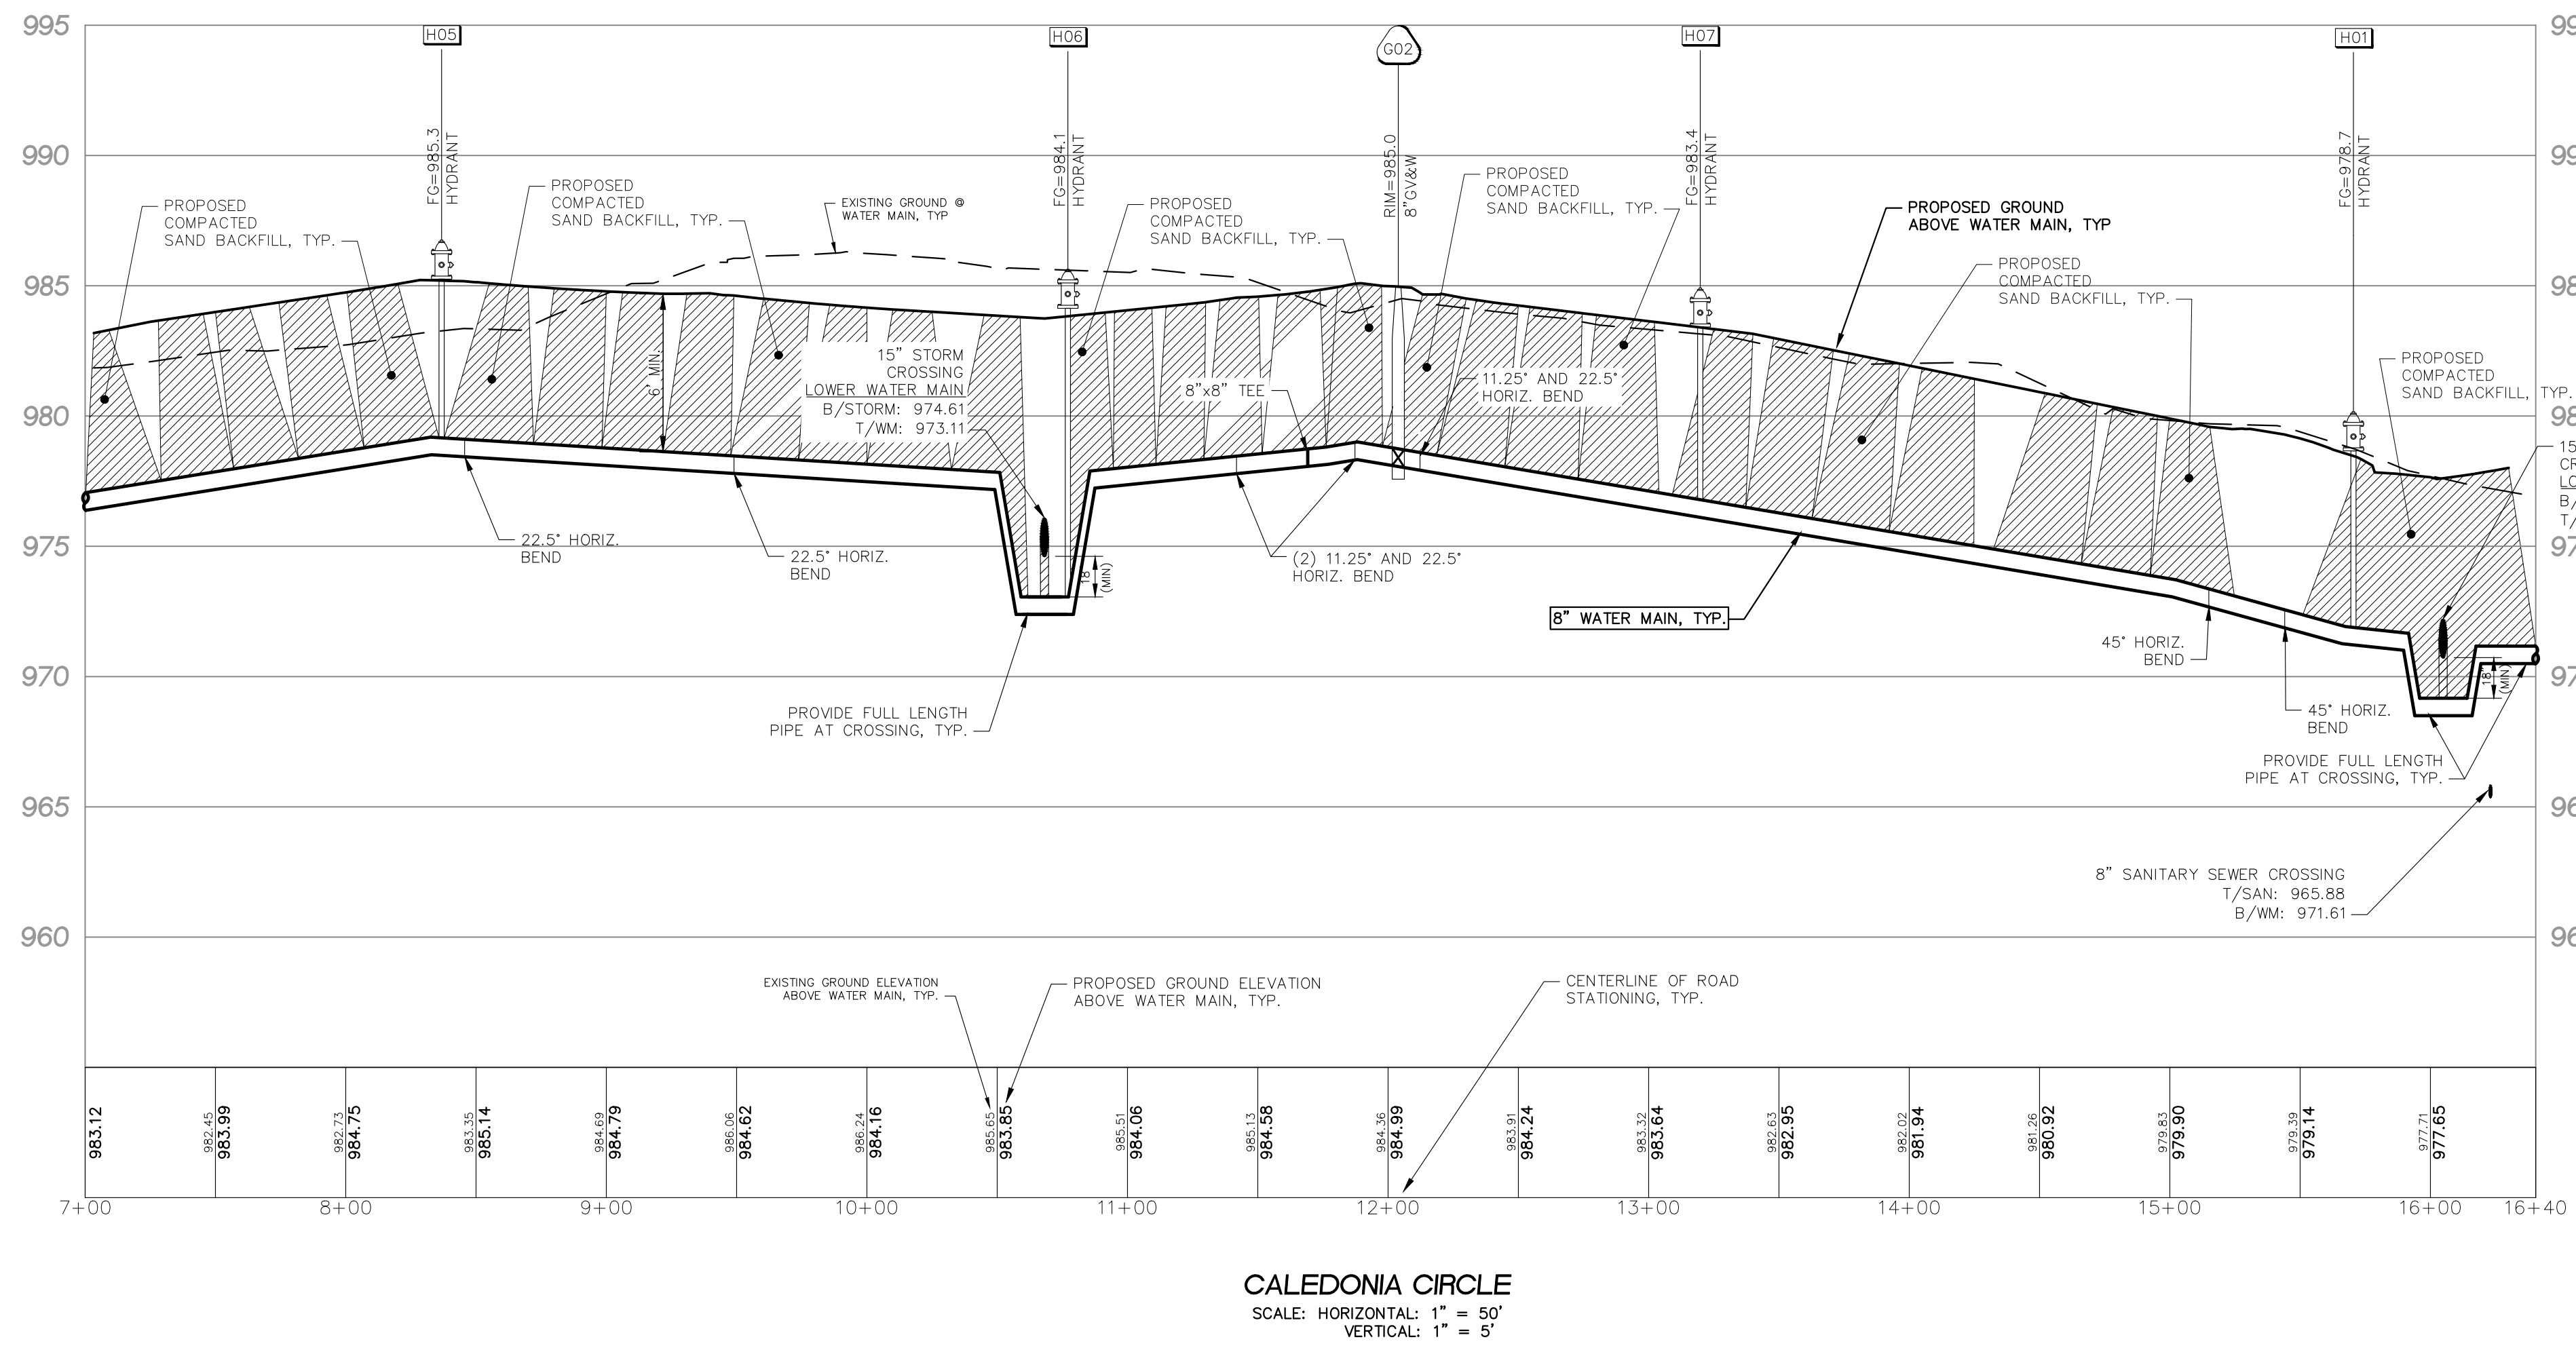 995
990
985
980
975
970
965
960
99
99
98
98
97
97
96
96
H05
H06
G02
H07
H01
FG=985.3
HYDRANT
FG=984.1
HYDRANT
RIM=985.0
8"GV&W
FG=983.4
HYDRANT
FG=978.7
HYDRANT
PROPOSED
COMPACTED
SAND BACKFILL, TYP.
PROPOSED
COMPACTED
SAND BACKFILL, TYP.
EXISTING GROUND @
WATER MAIN, TYP
PROPOSED
COMPACTED
SAND BACKFILL, TYP.
PROPOSED
COMPACTED
SAND BACKFILL, TYP.
PROPOSED GROUND
ABOVE WATER MAIN, TYP
PROPOSED
COMPACTED
SAND BACKFILL, TYP.
PROPOSED
COMPACTED
SAND BACKFILL, TYP.
6' MIN.
15" STORM
CROSSING
LOWER WATER MAIN
B/STORM: 974.61
T/WM: 973.11
8"x8" TEE
11.25° AND 22.5°
HORIZ. BEND
15
CR
LO
B/
T/
22.5° HORIZ.
BEND
22.5° HORIZ.
BEND
18"
(MIN)
(2) 11.25° AND 22.5°
HORIZ. BEND
8" WATER MAIN, TYP.
45° HORIZ.
BEND
45° HORIZ.
BEND
18"
(MIN)
PROVIDE FULL LENGTH
PIPE AT CROSSING, TYP.
PROVIDE FULL LENGTH
PIPE AT CROSSING, TYP.
8" SANITARY SEWER CROSSING
T/SAN: 965.88
B/WM: 971.61
EXISTING GROUND ELEVATION
ABOVE WATER MAIN, TYP.
PROPOSED GROUND ELEVATION
ABOVE WATER MAIN, TYP.
CENTERLINE OF ROAD
STATIONING, TYP.
983.12
982.45
983.99
982.73
984.75
983.35
985.14
984.69
984.79
986.06
984.62
986.24
984.16
985.65
983.85
985.51
984.06
985.13
984.58
984.36
984.99
983.91
984.24
983.32
983.64
982.63
982.95
982.02
981.94
981.26
980.92
979.83
979.90
979.39
979.14
977.71
977.65
7+00
8+00
9+00
10+00
11+00
12+00
13+00
14+00
15+00
16+00
16+40
CALEDONIA CIRCLE
SCALE: HORIZONTAL: 1" = 50'
VERTICAL: 1" = 5'